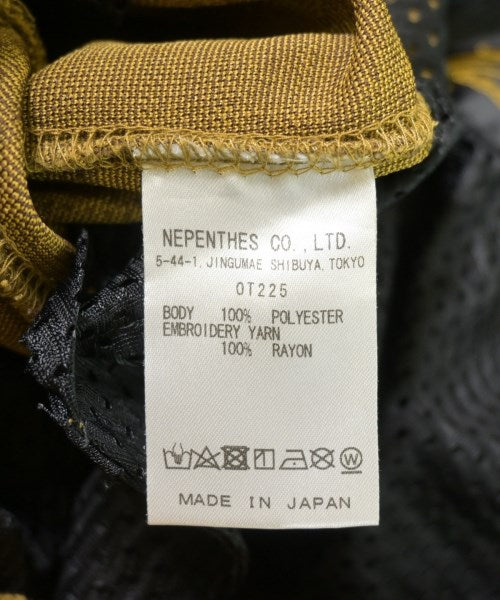 NEPENTHES CO.,LTD.
5-44-1, JINGUMAE SHIBUYA, TOKYO
OT225
BODY 100% POLYESTER
EMBROIDERY YARN
100% RAYON
W
MADE IN JAPAN